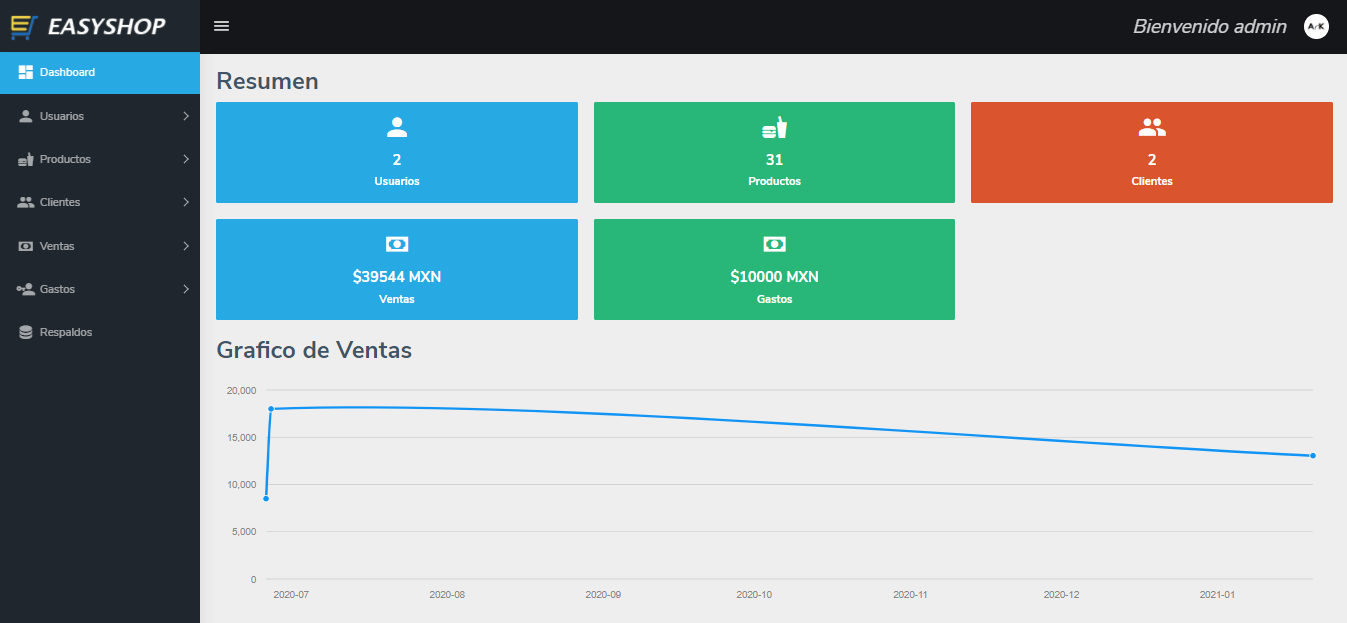 EASYSHOP
Bienvenido admin
A/K
Dashboard
Usuarios
Productos
Clientes
Ventas
Gastos
Respaldos
Resumen
2
Usuarios
31
Productos
2
Clientes
$39544 MXN
Ventas
$10000 MXN
Gastos
Grafico de Ventas
20,000
15,000
10,000
5,000
0
2020-07 2020-08 2020-09 2020-10 2020-11 2020-12 2021-01